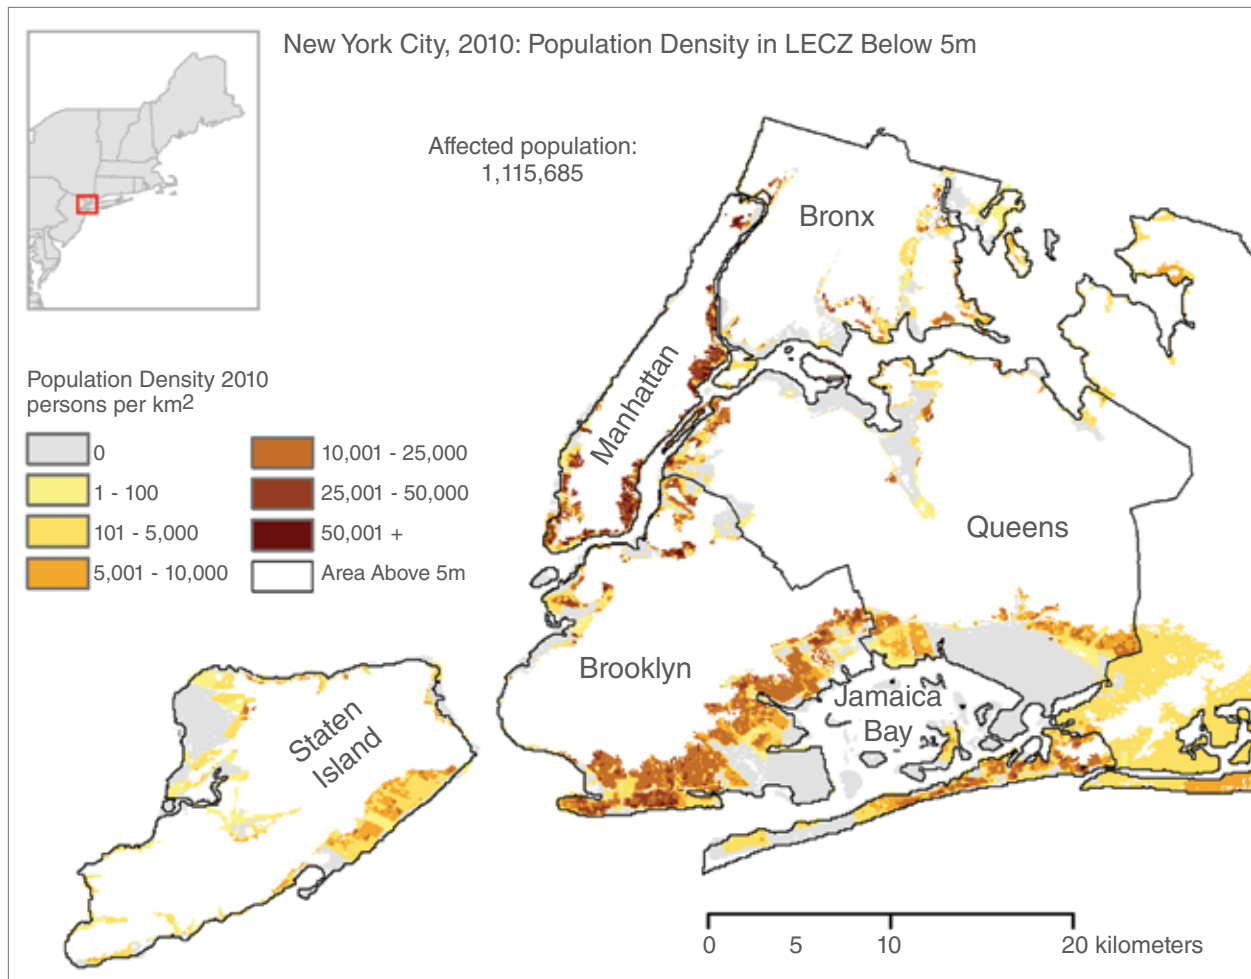 New York City, 2010: Population Density in LECZ Below 5m
Affected population:
1,115,685
Bronx
Manhattan
Population Density 2010
persons per km2
0
1 - 100
101 - 5,000
5,001 - 10,000
10,001 - 25,000
25,001 - 50,000
50,001 +
Area Above 5m
Queens
Brooklyn
Jamaica
Bay
Staten
Island
0
5
10
20 kilometers